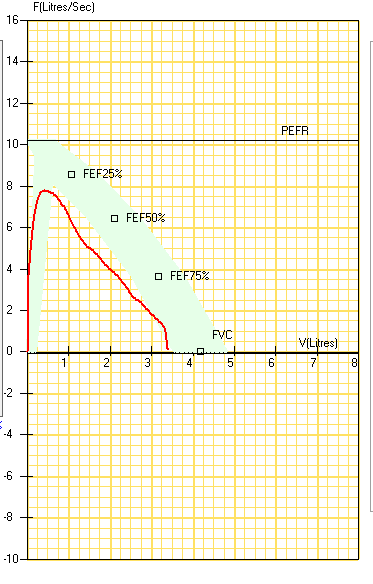 F(Litres/Sec)
16
14
12
PEFR
10
FEF25%
8
FEF50%
6
FEF75%
4
2
FVC
V(Litres)
0
1 2 3 4 5 6 7 8
-2
-4
%
-6
-8
-10